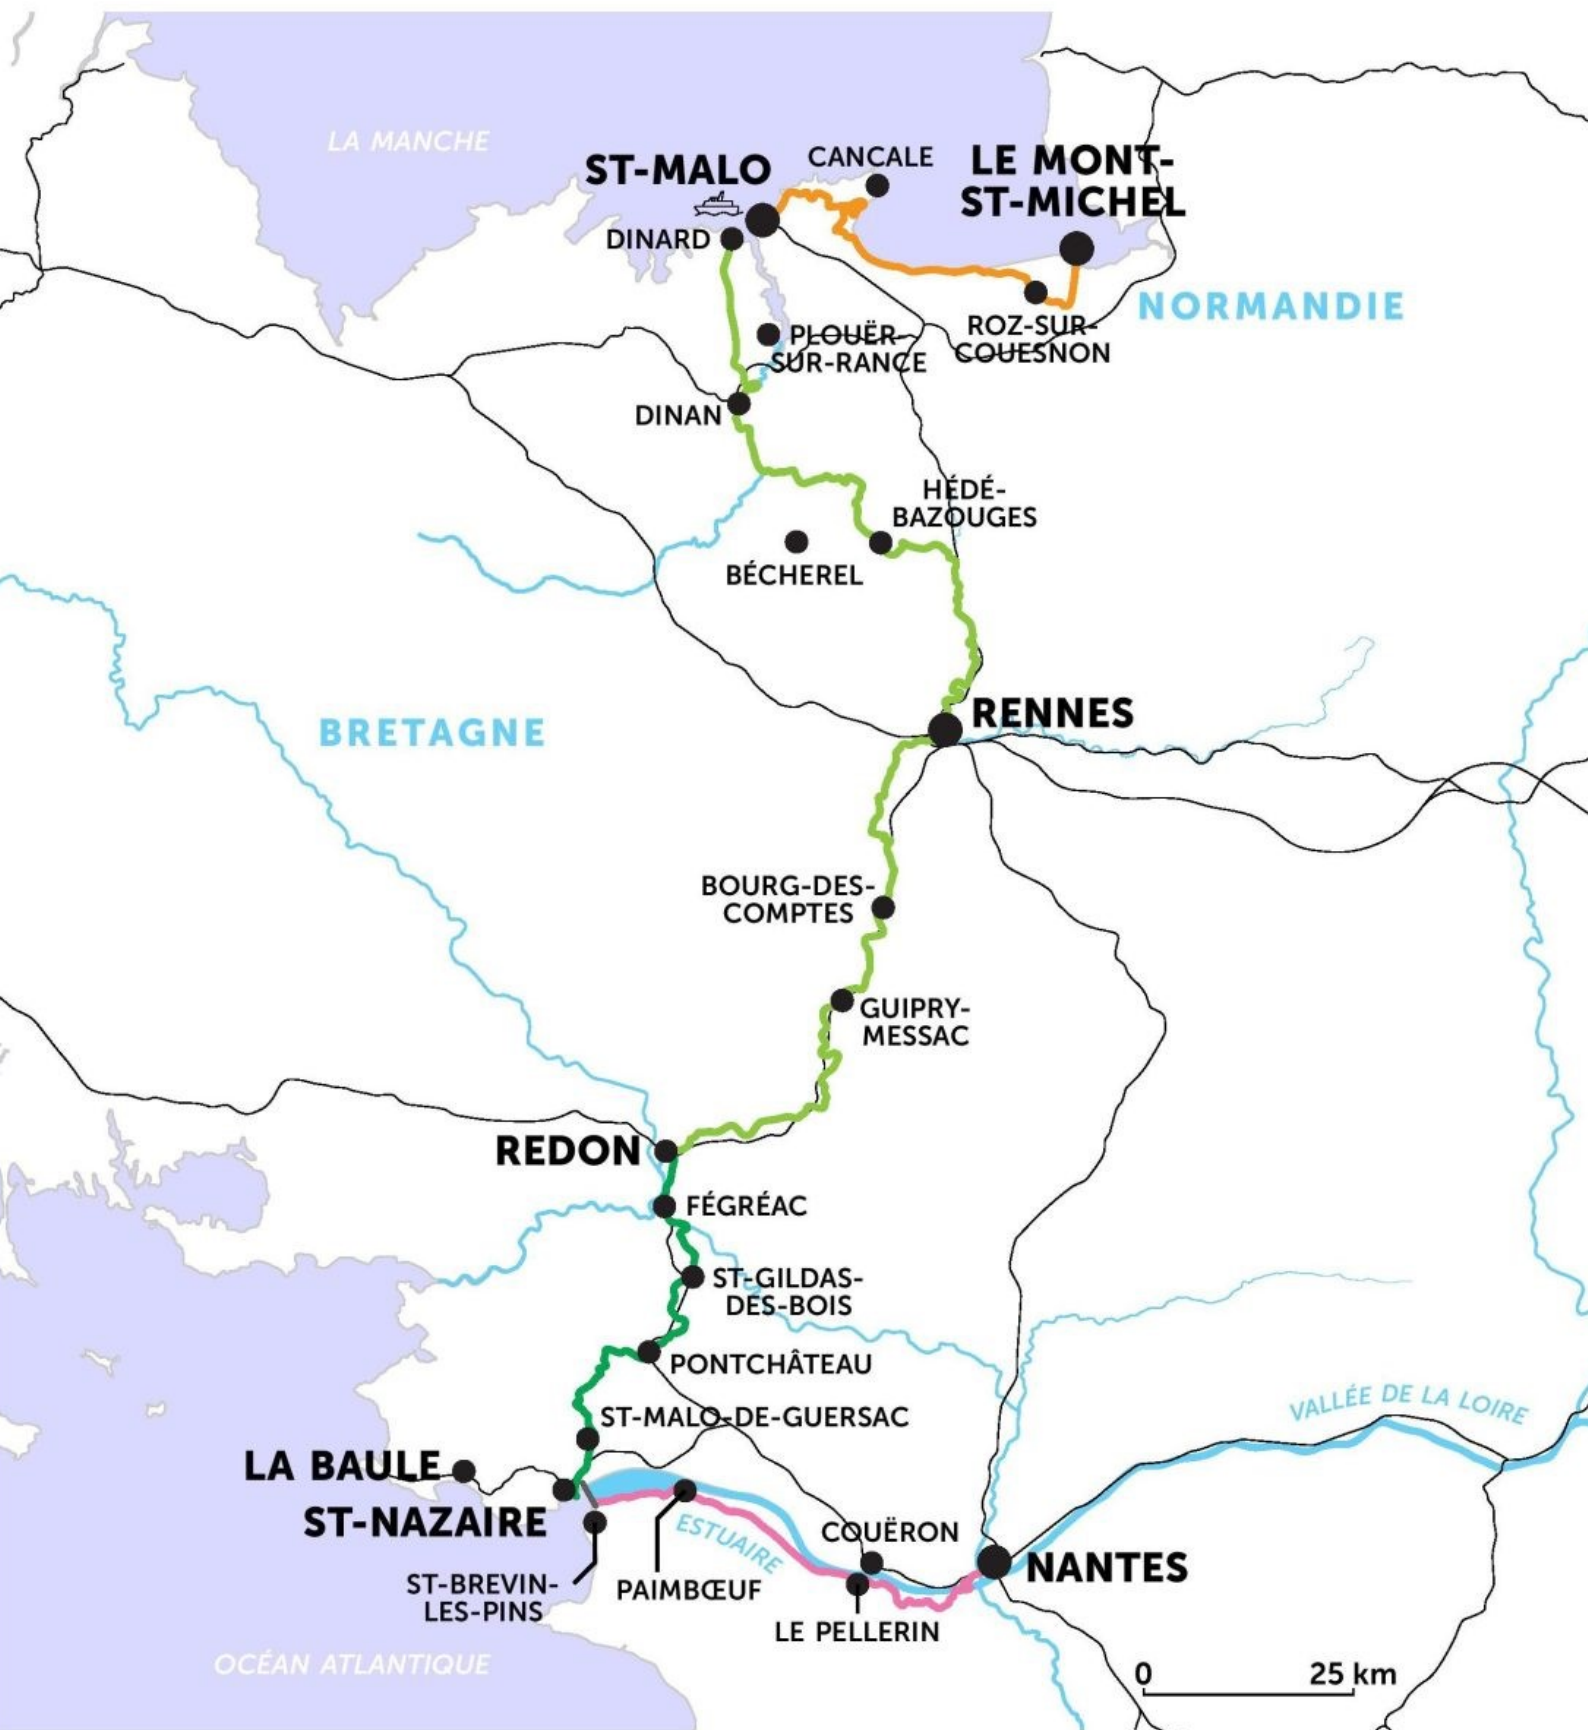 LA MANCHE
ST-MALO
CANCALE
LE MONT-
ST-MICHEL
DINARD
NORMANDIE
PLOUËR-
SUR-RANCE
ROZ-SUR-
COUESNON
DINAN
HÉDÉ-
BAZOUGES
BÉCHEREL
RENNES
BRETAGNE
BOURG-DES-
COMPTES
GUIPRY-
MESSAC
REDON
FÉGRÉAC
ST-GILDAS-
DES-BOIS
PONTCHÂTEAU
VALLÉE DE LA LOIRE
ST-MALO-DE-GUERSAC
LA BAULE
ST-NAZAIRE
ESTUAIRE
COUËRON
NANTES
ST-BREVIN-
LES-PINS
PAIMBŒUF
LE PELLERIN
OCÉAN ATLANTIQUE
0 25 km